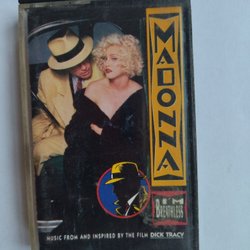 MADONNA
I'M
BREATHLESS
MUSIC FROM AND INSPIRED BY THE FILM DICK TRACY